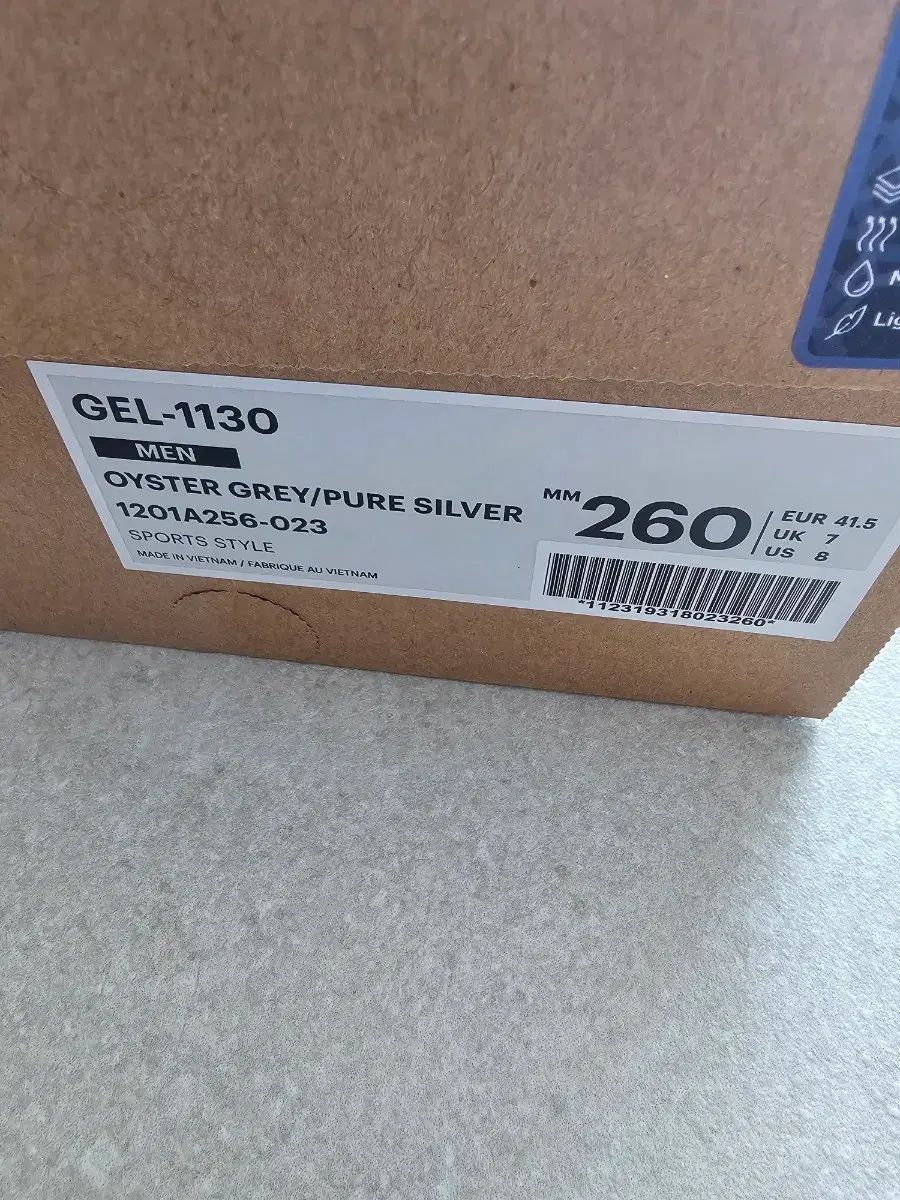 GEL-1130
MEN
OYSTER GREY/PURE SILVER
1201A256-023
SPORTS STYLE
MADE IN VIETNAM / FABRIQUE AU VIETNAM
MM 260
EUR 41.5
UK 7
US 8
*112319318023260*